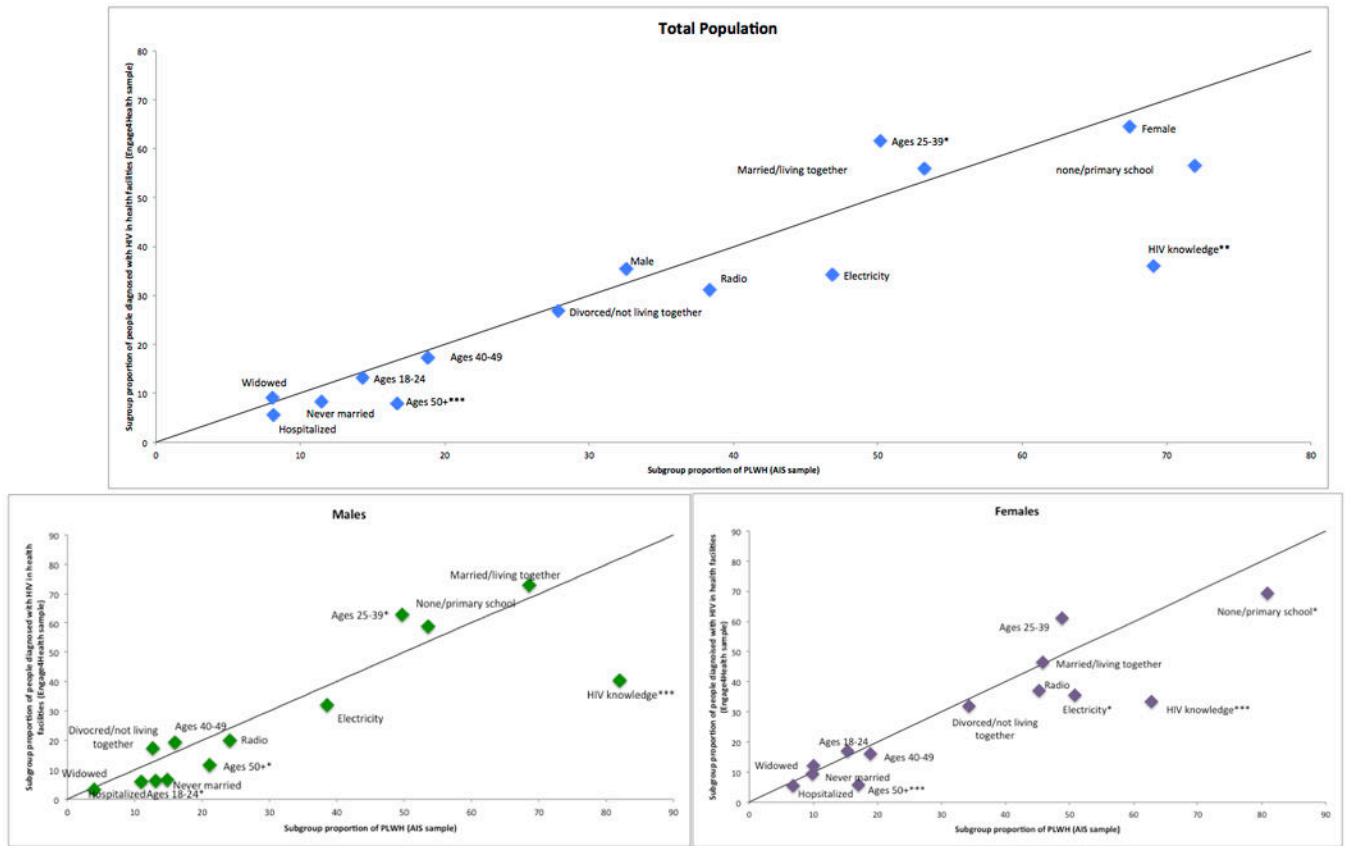 Total Population
80
70
60
50
40
30
20
10
0
Sugroup proportion of people diagnosed with HIV in health facilities (Engage4Health sample)
Female
Ages 25-39*
Married/living together
none/primary school
HIV knowledge**
Male
Radio
Electricity
Divorced/not living together
Ages 40-49
Widowed
Ages 18-24
Ages 50+***
Never married
Hospitalized
0 10 20 30 40 50 60 70 80
Subgroup proportion of PLWH (AIS sample)
Males
90
80
70
60
50
40
30
20
10
0
Subgroup proportion of people diagnosed with HIV in health
facilities (Engage4Health sample)
Married/living together
Ages 25-39*
None/primary school
HIV knowledge***
Electricity
Ages 40-49
Divocred/not living
together
Radio
Ages 50+*
Widowed
Never married
Hospitalized
Ages 18-24*
0 10 20 30 40 50 60 70 80 90
Subgroup proportion of PLWH (AIS sample)
Females
90
80
70
60
50
40
30
20
10
0
Subgroup proportion of people diagnoised with HIV in health facilities
(Engage4Health sample)
None/primary school*
Ages 25-39
Married/living together
Radio
Electricity*
HIV knowledge***
Divorced/not living
together
Ages 18-24
Ages 40-49
Widowed
Never married
Hopsitalized
Ages 50+***
0 10 20 30 40 50 60 70 80 90
Subgroup proportion of PLWH (AIS sample)